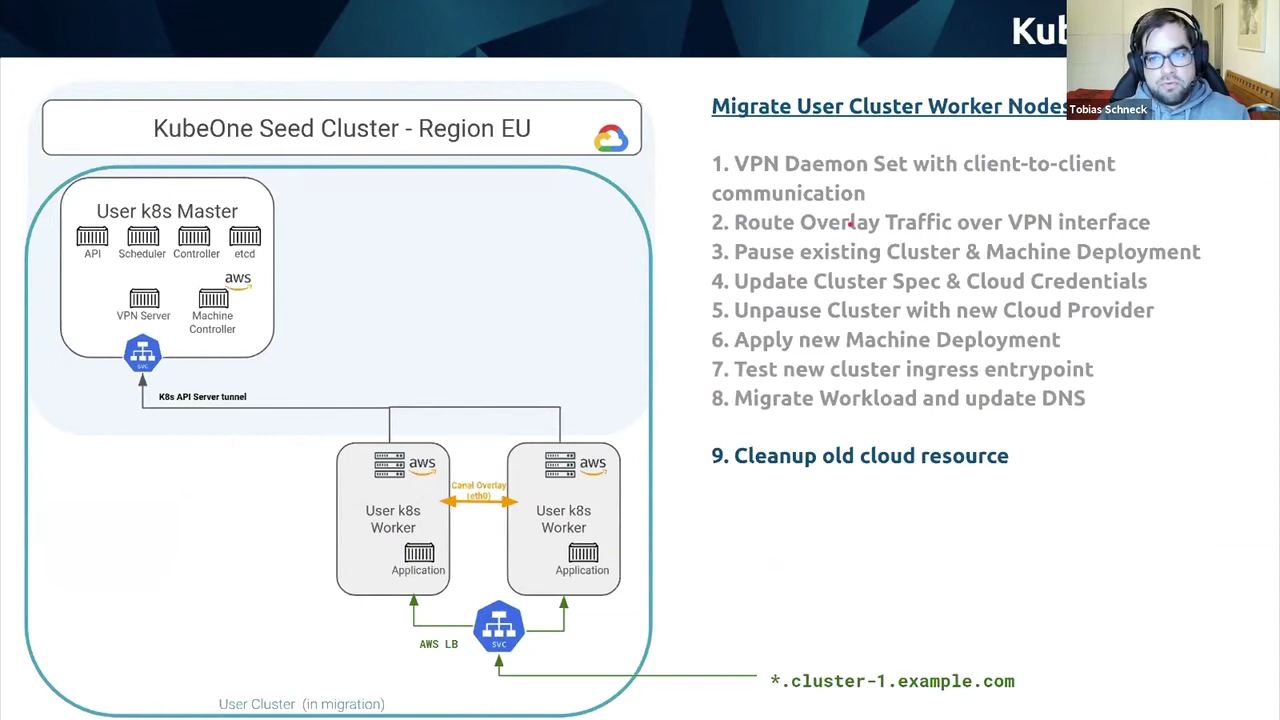 Kub
Tobias Schneck
KubeOne Seed Cluster - Region EU
User k8s Master
API
Scheduler
Controller
etcd
aws
VPN Server
Machine
Controller
svc
K8s API Server tunnel
aws
User k8s
Worker
Application
Canal Overlay
(eth0)
aws
User k8s
Worker
Application
AWS LB
svc
*.cluster-1.example.com
User Cluster (in migration)
Migrate User Cluster Worker Nodes
1. VPN Daemon Set with client-to-client
communication
2. Route Overlay Traffic over VPN interface
3. Pause existing Cluster & Machine Deployment
4. Update Cluster Spec & Cloud Credentials
5. Unpause Cluster with new Cloud Provider
6. Apply new Machine Deployment
7. Test new cluster ingress entrypoint
8. Migrate Workload and update DNS
9. Cleanup old cloud resource